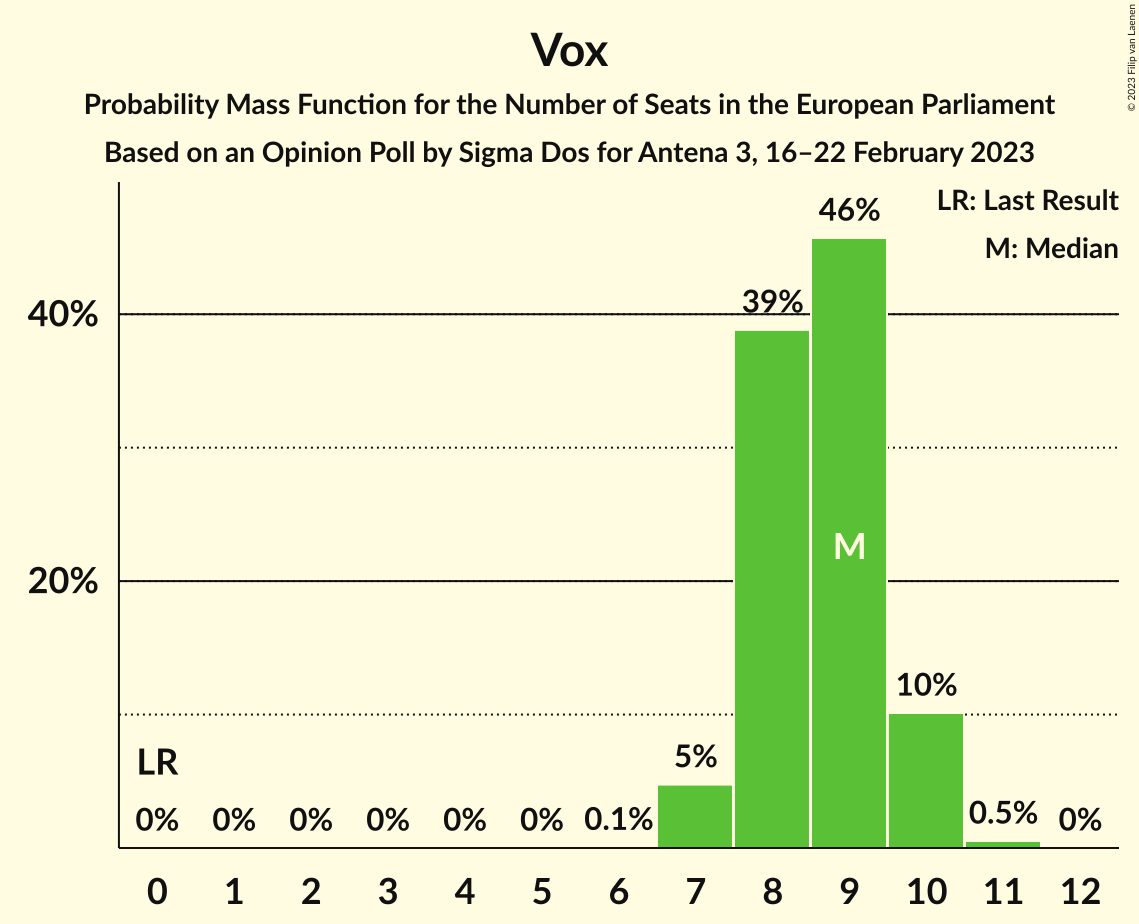 Vox
Probability Mass Function for the Number of Seats in the European Parliament
Based on an Opinion Poll by Sigma Dos for Antena 3, 16–22 February 2023
© 2023 Filip van Laenen
LR: Last Result
M: Median
40%
20%
LR
0% 0% 0% 0% 0% 0% 0.1% 5% 39% 46% 10% 0.5% 0%
M
0 1 2 3 4 5 6 7 8 9 10 11 12